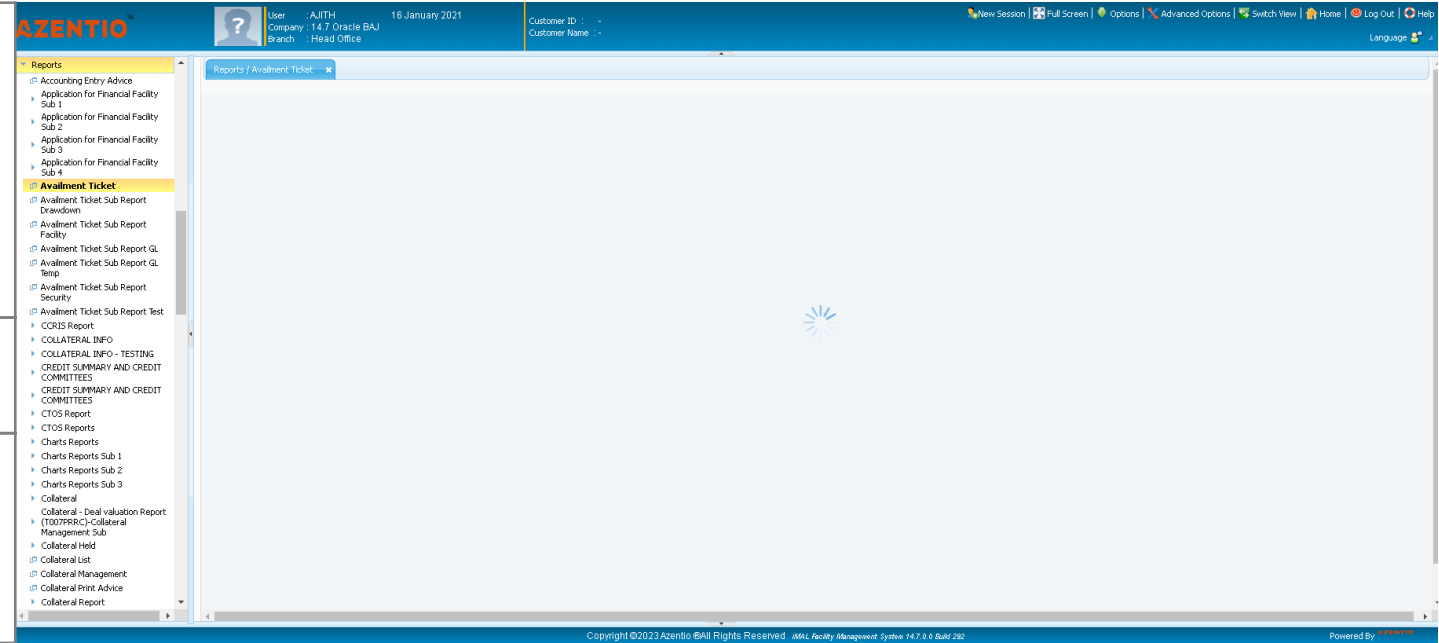 AZENTIO™
User : AJITH 16 January 2021
Company : 14.7 Oracle BAJ
Branch : Head Office
Customer ID : -
Customer Name : -
New Session | Full Screen | Options | Advanced Options | Switch View | Home | Log Out | Help
Language
Reports
Reports / Availment Ticket
Accounting Entry Advice
Application for Financial Facility
Sub 1
Application for Financial Facility
Sub 2
Application for Financial Facility
Sub 3
Application for Financial Facility
Sub 4
Availment Ticket
Availment Ticket Sub Report
Drawdown
Availment Ticket Sub Report
Facility
Availment Ticket Sub Report GL
Availment Ticket Sub Report GL
Temp
Availment Ticket Sub Report
Security
Availment Ticket Sub Report Test
CCRIS Report
COLLATERAL INFO
COLLATERAL INFO - TESTING
CREDIT SUMMARY AND CREDIT
COMMITTEES
CREDIT SUMMARY AND CREDIT
COMMITTEES
CTOS Report
CTOS Reports
Charts Reports
Charts Reports Sub 1
Charts Reports Sub 2
Charts Reports Sub 3
Collateral
Collateral - Deal valuation Report
(T007PRRC)-Collateral
Management Sub
Collateral Held
Collateral List
Collateral Management
Collateral Print Advice
Collateral Report
Copyright©2023 Azentio ®All Rights Reserved iMAL Facility Management System 14.7.0.0 Build 292
Powered By AZENTIO